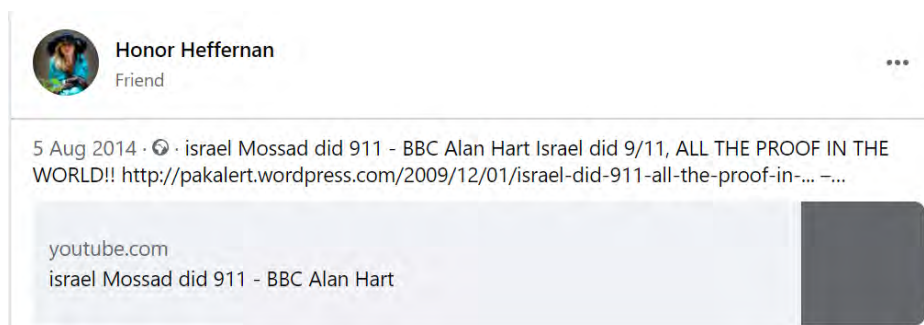 Honor Heffernan
Friend
5 Aug 2014 · · israel Mossad did 911 - BBC Alan Hart Israel did 9/11, ALL THE PROOF IN THE
WORLD!! http://pakalert.wordpress.com/2009/12/01/israel-did-911-all-the-proof-in-... –...
youtube.com
israel Mossad did 911 - BBC Alan Hart